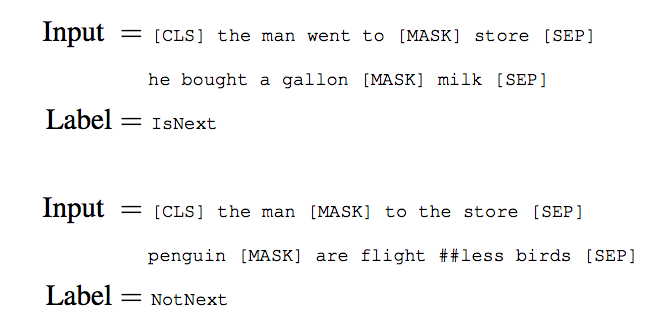 Input = [CLS] the man went to [MASK] store [SEP]
he bought a gallon [MASK] milk [SEP]
Label = IsNext
Input = [CLS] the man [MASK] to the store [SEP]
penguin [MASK] are flight ##less birds [SEP]
Label = NotNext